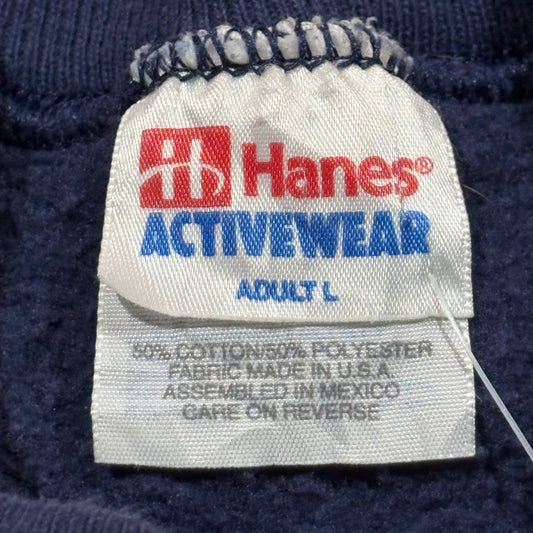 Hanes®
ACTIVEWEAR
ADULT L
50% COTTON/50% POLYESTER
FABRIC MADE IN U.S.A.
ASSEMBLED IN MEXICO
CARE ON REVERSE